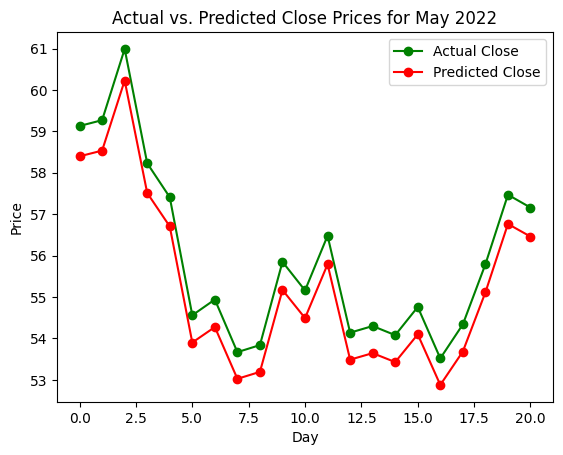 Actual vs. Predicted Close Prices for May 2022
Actual Close
Predicted Close
Price
61
60
59
58
57
56
55
54
53
0.0 2.5 5.0 7.5 10.0 12.5 15.0 17.5 20.0
Day